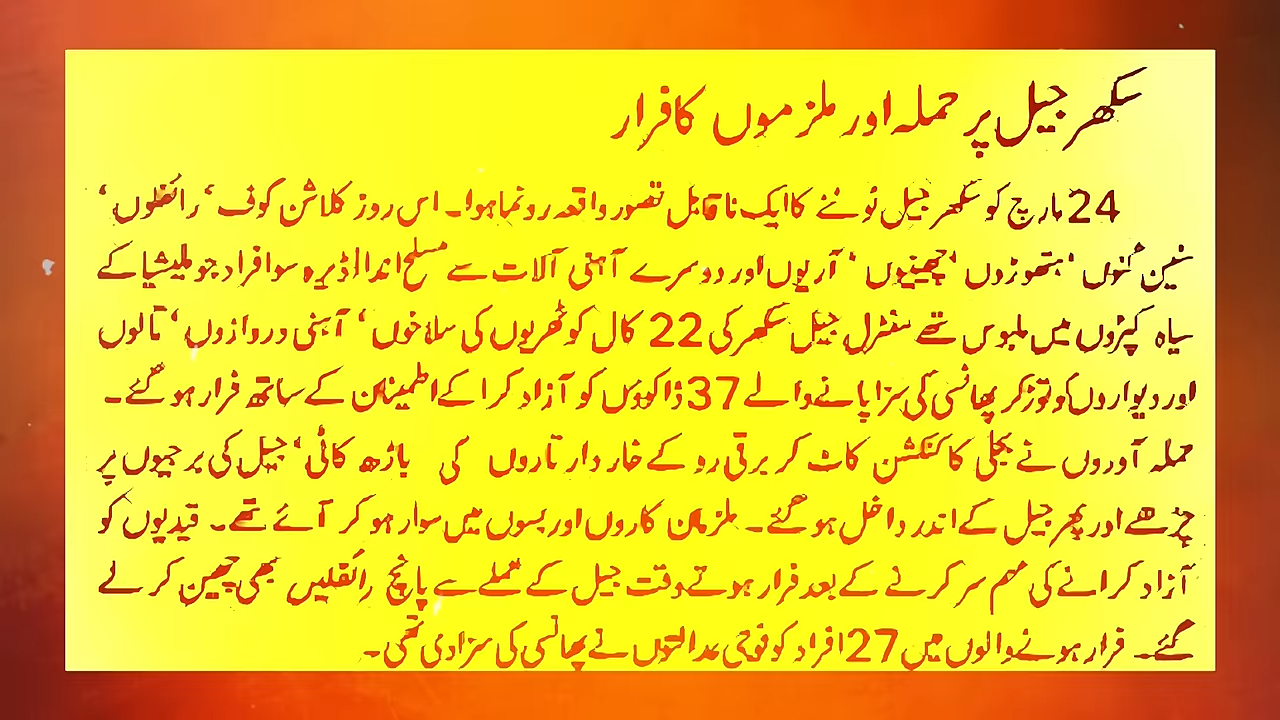 سکھر جیل پر حملہ اور ملزموں کا فرار
24 مارچ کو سکھر جیل ٹوٹنے کا ایک ناقابل تصور واقعہ رونما ہوا۔ اس روز کلاشن کوف، رائفلوں،
سٹین گنوں، ہتھوڑوں، چھینیوں، آریوں اور دوسرے آہنی آلات سے مسلح اندازاً ڈیڑھ سو افراد جو ملیشیا کے
سیاہ کپڑوں میں ملبوس تھے سنٹرل جیل سکھر کی 22 کال کوٹھریوں کی سلاخوں، آہنی دروازوں، تالوں
اور دیواروں کو توڑ کر پھانسی کی سزا پانے والے 37 ڈاکوؤں کو آزاد کرا کے اطمینان کے ساتھ فرار ہو گئے۔
حملہ آوروں نے بجلی کا کنکشن کاٹ کر برقی رو کے خار دار تاروں کی باڑھ کاٹی، جیل کی برجیوں پر
چڑھے اور پھر جیل کے اندر داخل ہو گئے۔ ملزمان کاروں اور بسوں میں سوار ہو کر آئے تھے۔ قیدیوں کو
آزاد کرانے کی مہم سر کرنے کے بعد فرار ہوتے وقت جیل کے عملے سے پانچ رائفلیں بھی چھین کر لے
گئے۔ فرار ہونے والوں میں 27 افراد کو فوجی عدالتوں نے پھانسی کی سزا دی تھی۔